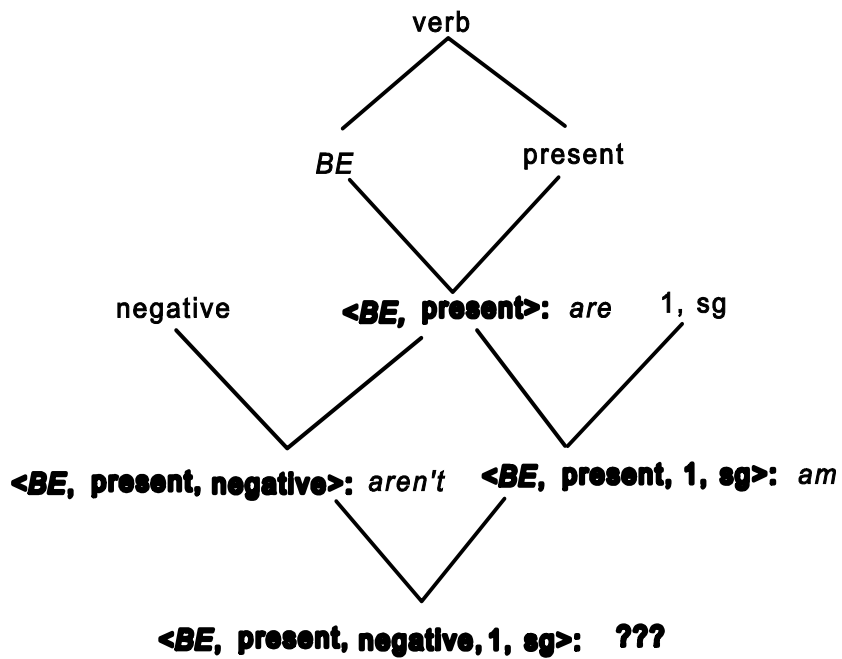 verb
BE present
negative <BE, present>: are 1, sg
<BE, present, negative>: aren't <BE, present, 1, sg>: am
<BE, present, negative, 1, sg>: ???